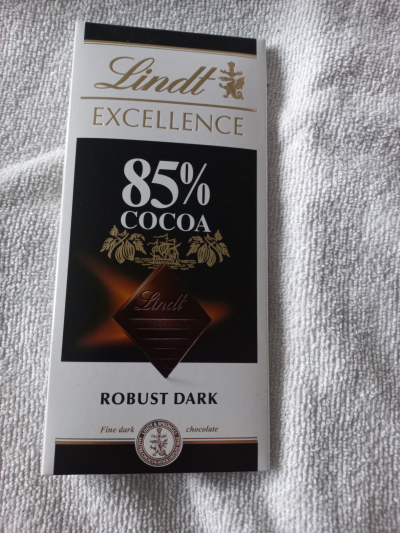 Lindt
EXCELLENCE
85%
COCOA
Lindt
ROBUST DARK
Fine dark chocolate